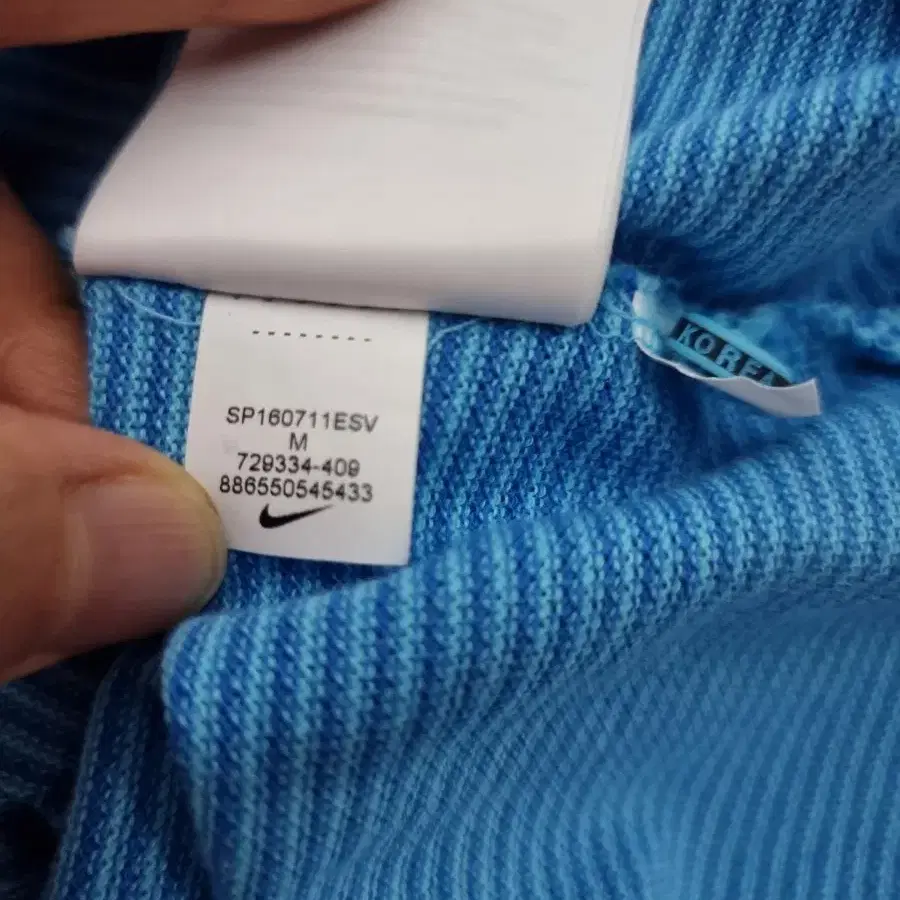 SP160711ESV
M
729334-409
886550545433
KOREA